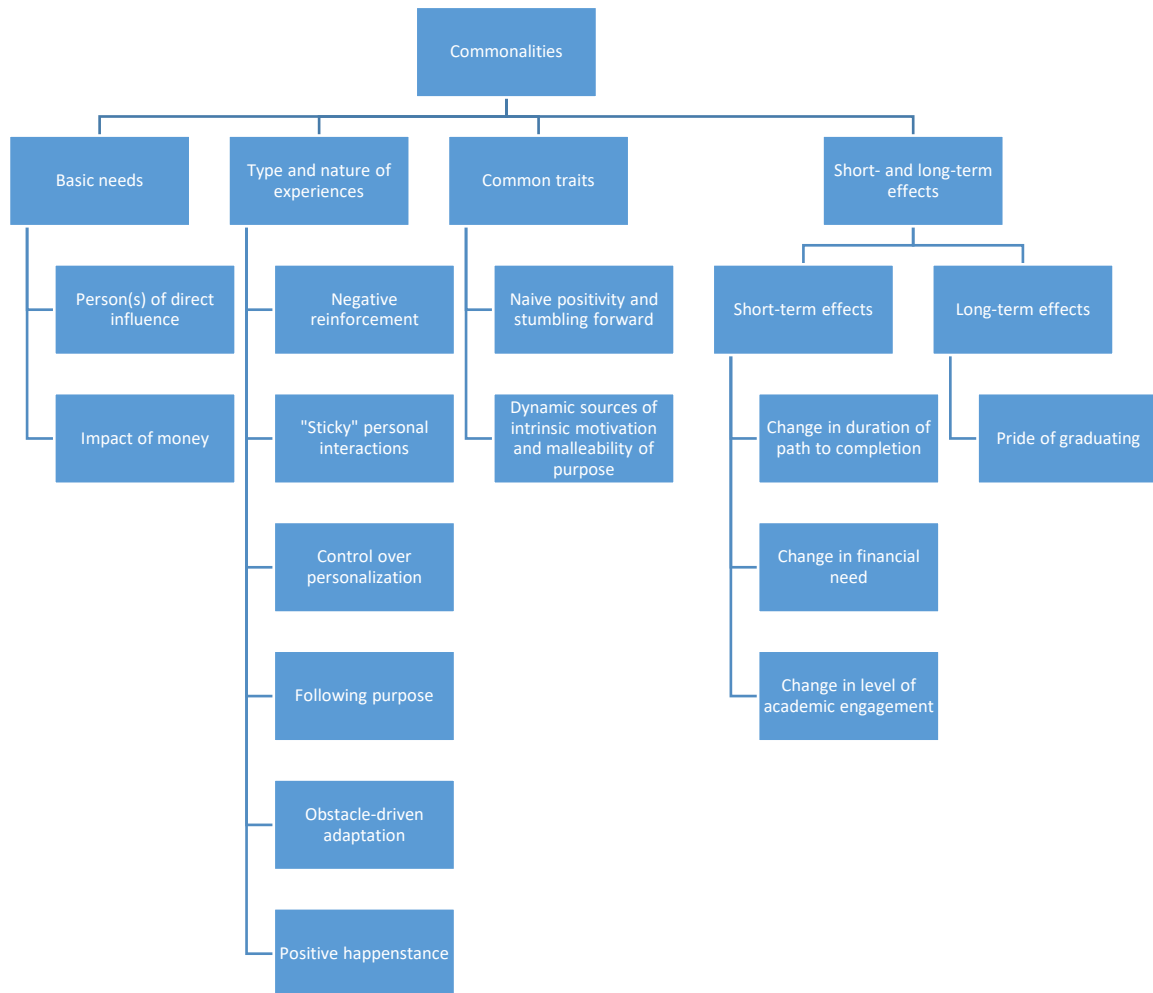 Commonalities
Basic needs
Type and nature of
experiences
Common traits
Short- and long-term
effects
Person(s) of direct
influence
Impact of money
Negative
reinforcement
"Sticky" personal
interactions
Control over
personalization
Following purpose
Obstacle-driven
adaptation
Positive happenstance
Naive positivity and
stumbling forward
Dynamic sources of
intrinsic motivation
and malleability of
purpose
Short-term effects
Change in duration of
path to completion
Change in financial
need
Change in level of
academic engagement
Long-term effects
Pride of graduating